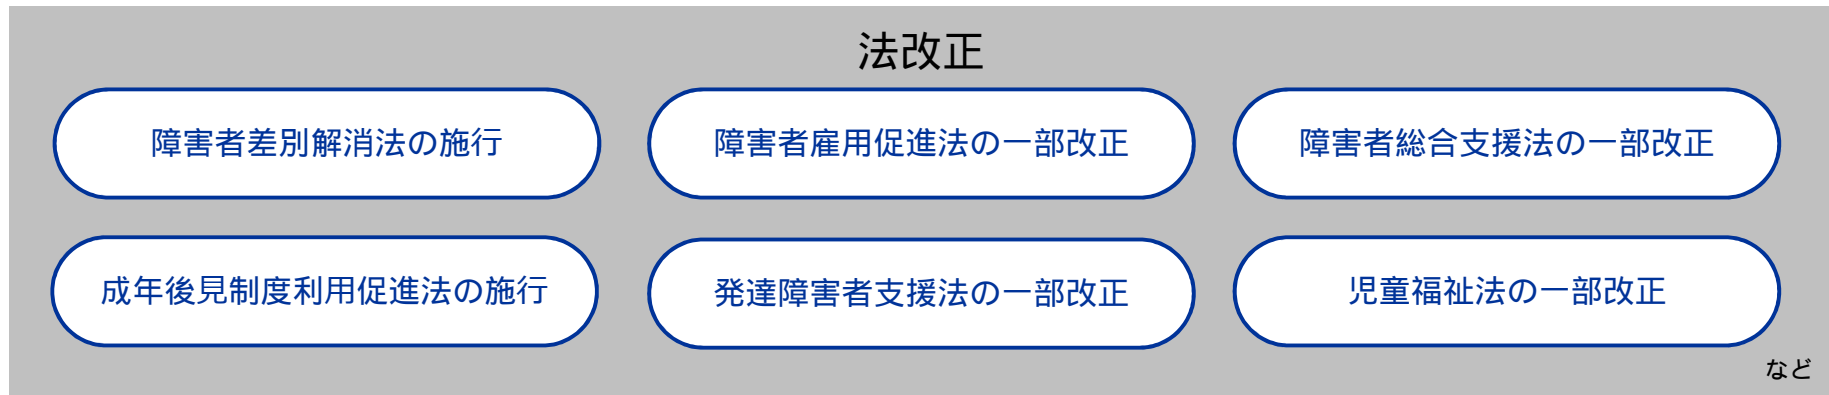 法改正
障害者差別解消法の施行
障害者雇用促進法の一部改正
障害者総合支援法の一部改正
成年後見制度利用促進法の施行
発達障害者支援法の一部改正
児童福祉法の一部改正
など